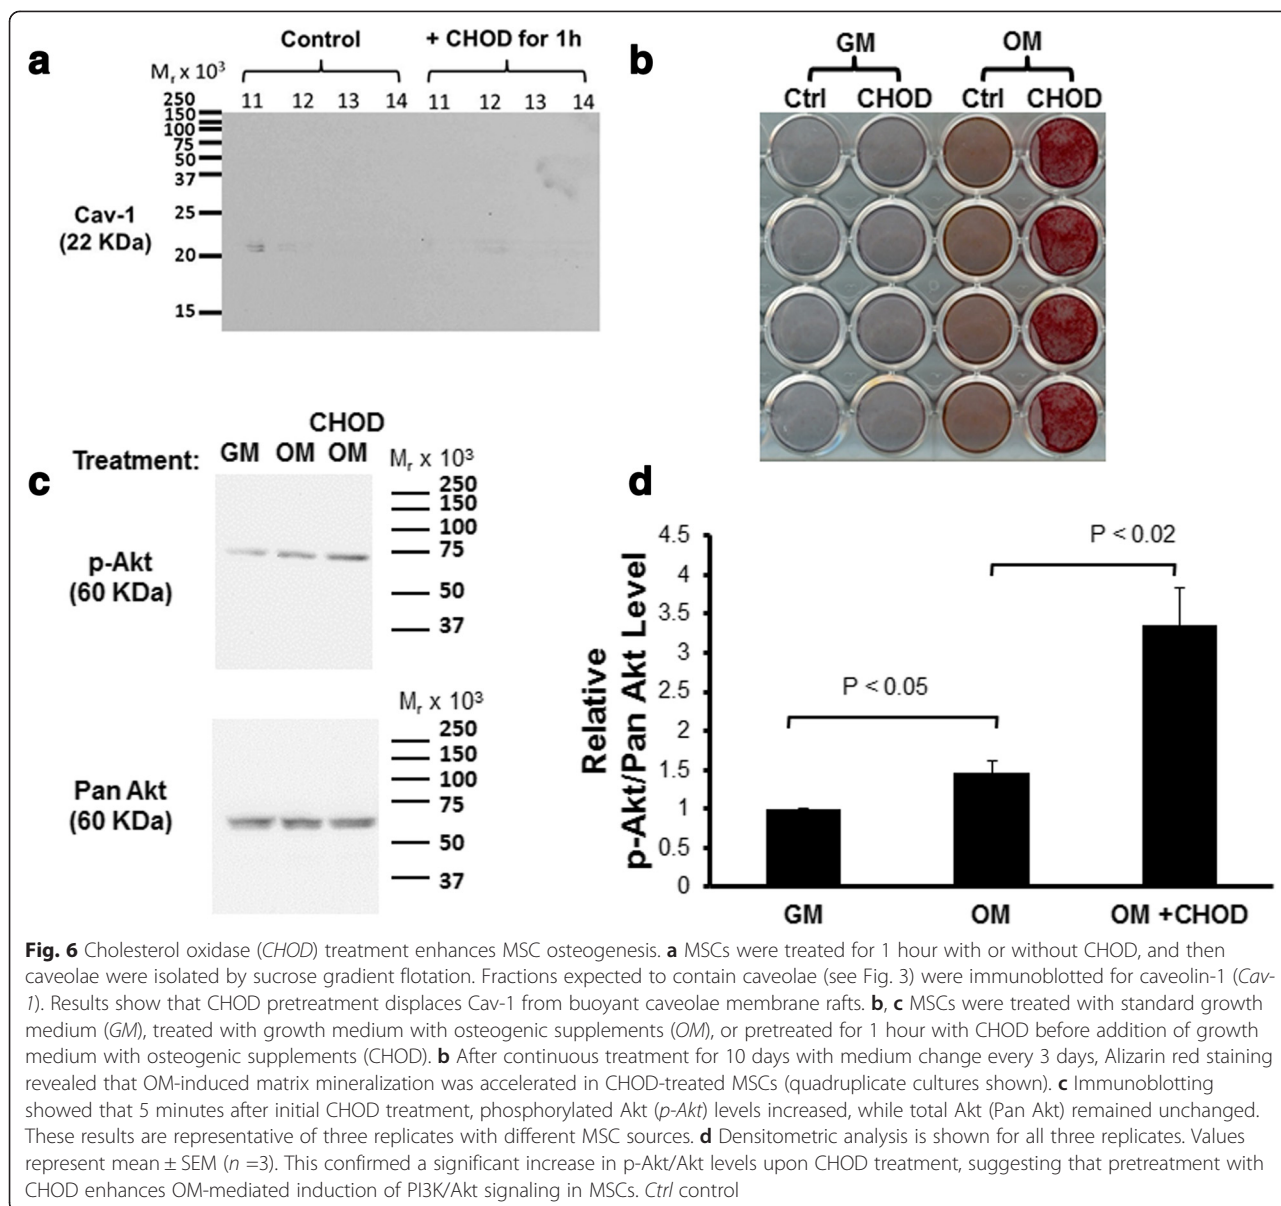 a
Control
+ CHOD for 1h
Mr x 10³
11 12 13 14 11 12 13 14
250
150
100
75
50
37
25
20
15
Cav-1
(22 KDa)
b
GM OM
Ctrl CHOD Ctrl CHOD
c
CHOD
Treatment: GM OM OM
Mr x 10³
250
150
100
75
50
37
p-Akt
(60 KDa)
Mr x 10³
250
150
100
75
50
37
Pan Akt
(60 KDa)
d
Relative
p-Akt/Pan Akt Level
4.5
4
3.5
3
2.5
2
1.5
1
0.5
0
P < 0.05
P < 0.02
GM OM OM +CHOD
Fig. 6 Cholesterol oxidase (CHOD) treatment enhances MSC osteogenesis. a MSCs were treated for 1 hour with or without CHOD, and then
caveolae were isolated by sucrose gradient flotation. Fractions expected to contain caveolae (see Fig. 3) were immunoblotted for caveolin-1 (Cav-
1). Results show that CHOD pretreatment displaces Cav-1 from buoyant caveolae membrane rafts. b, c MSCs were treated with standard growth
medium (GM), treated with growth medium with osteogenic supplements (OM), or pretreated for 1 hour with CHOD before addition of growth
medium with osteogenic supplements (CHOD). b After continuous treatment for 10 days with medium change every 3 days, Alizarin red staining
revealed that OM-induced matrix mineralization was accelerated in CHOD-treated MSCs (quadruplicate cultures shown). c Immunoblotting
showed that 5 minutes after initial CHOD treatment, phosphorylated Akt (p-Akt) levels increased, while total Akt (Pan Akt) remained unchanged.
These results are representative of three replicates with different MSC sources. d Densitometric analysis is shown for all three replicates. Values
represent mean ± SEM (n =3). This confirmed a significant increase in p-Akt/Akt levels upon CHOD treatment, suggesting that pretreatment with
CHOD enhances OM-mediated induction of PI3K/Akt signaling in MSCs. Ctrl control